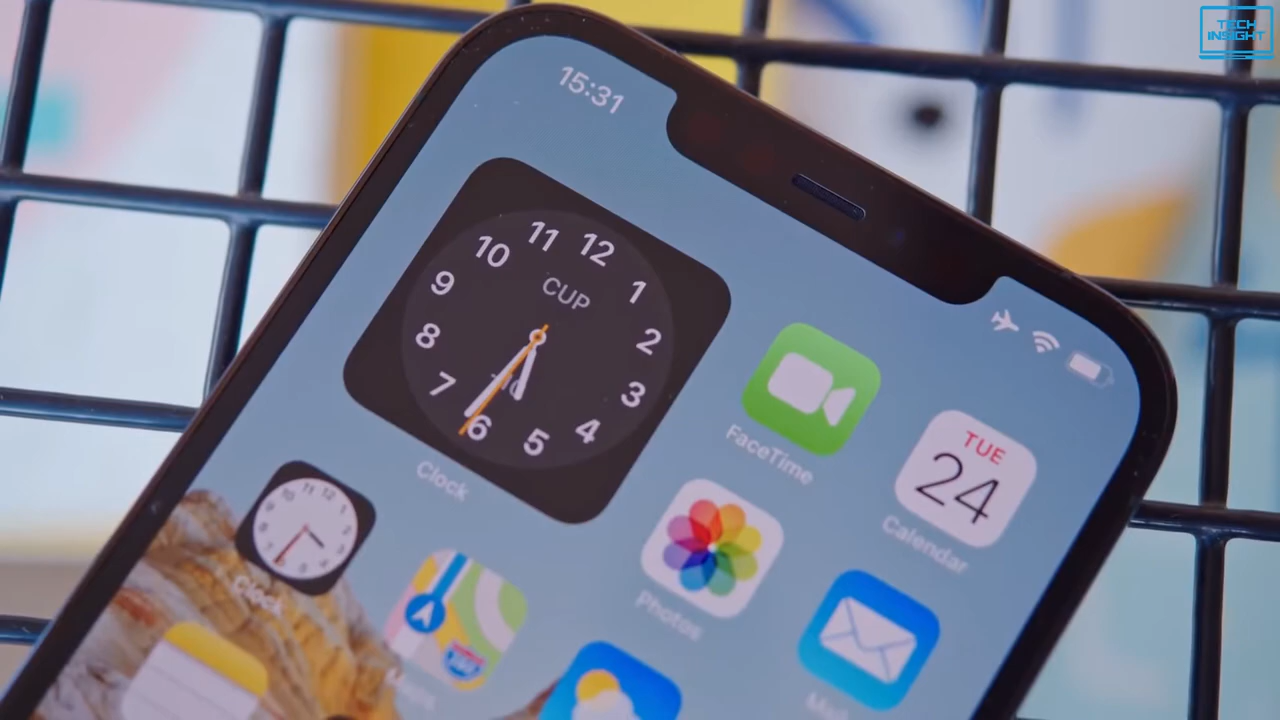 TECH
INSIGHT
15:31
11 12
10 1
CUP
9 2
8 3
7 4
6 5
FaceTime
TUE
24
Calendar
Clock
Photos
Clock